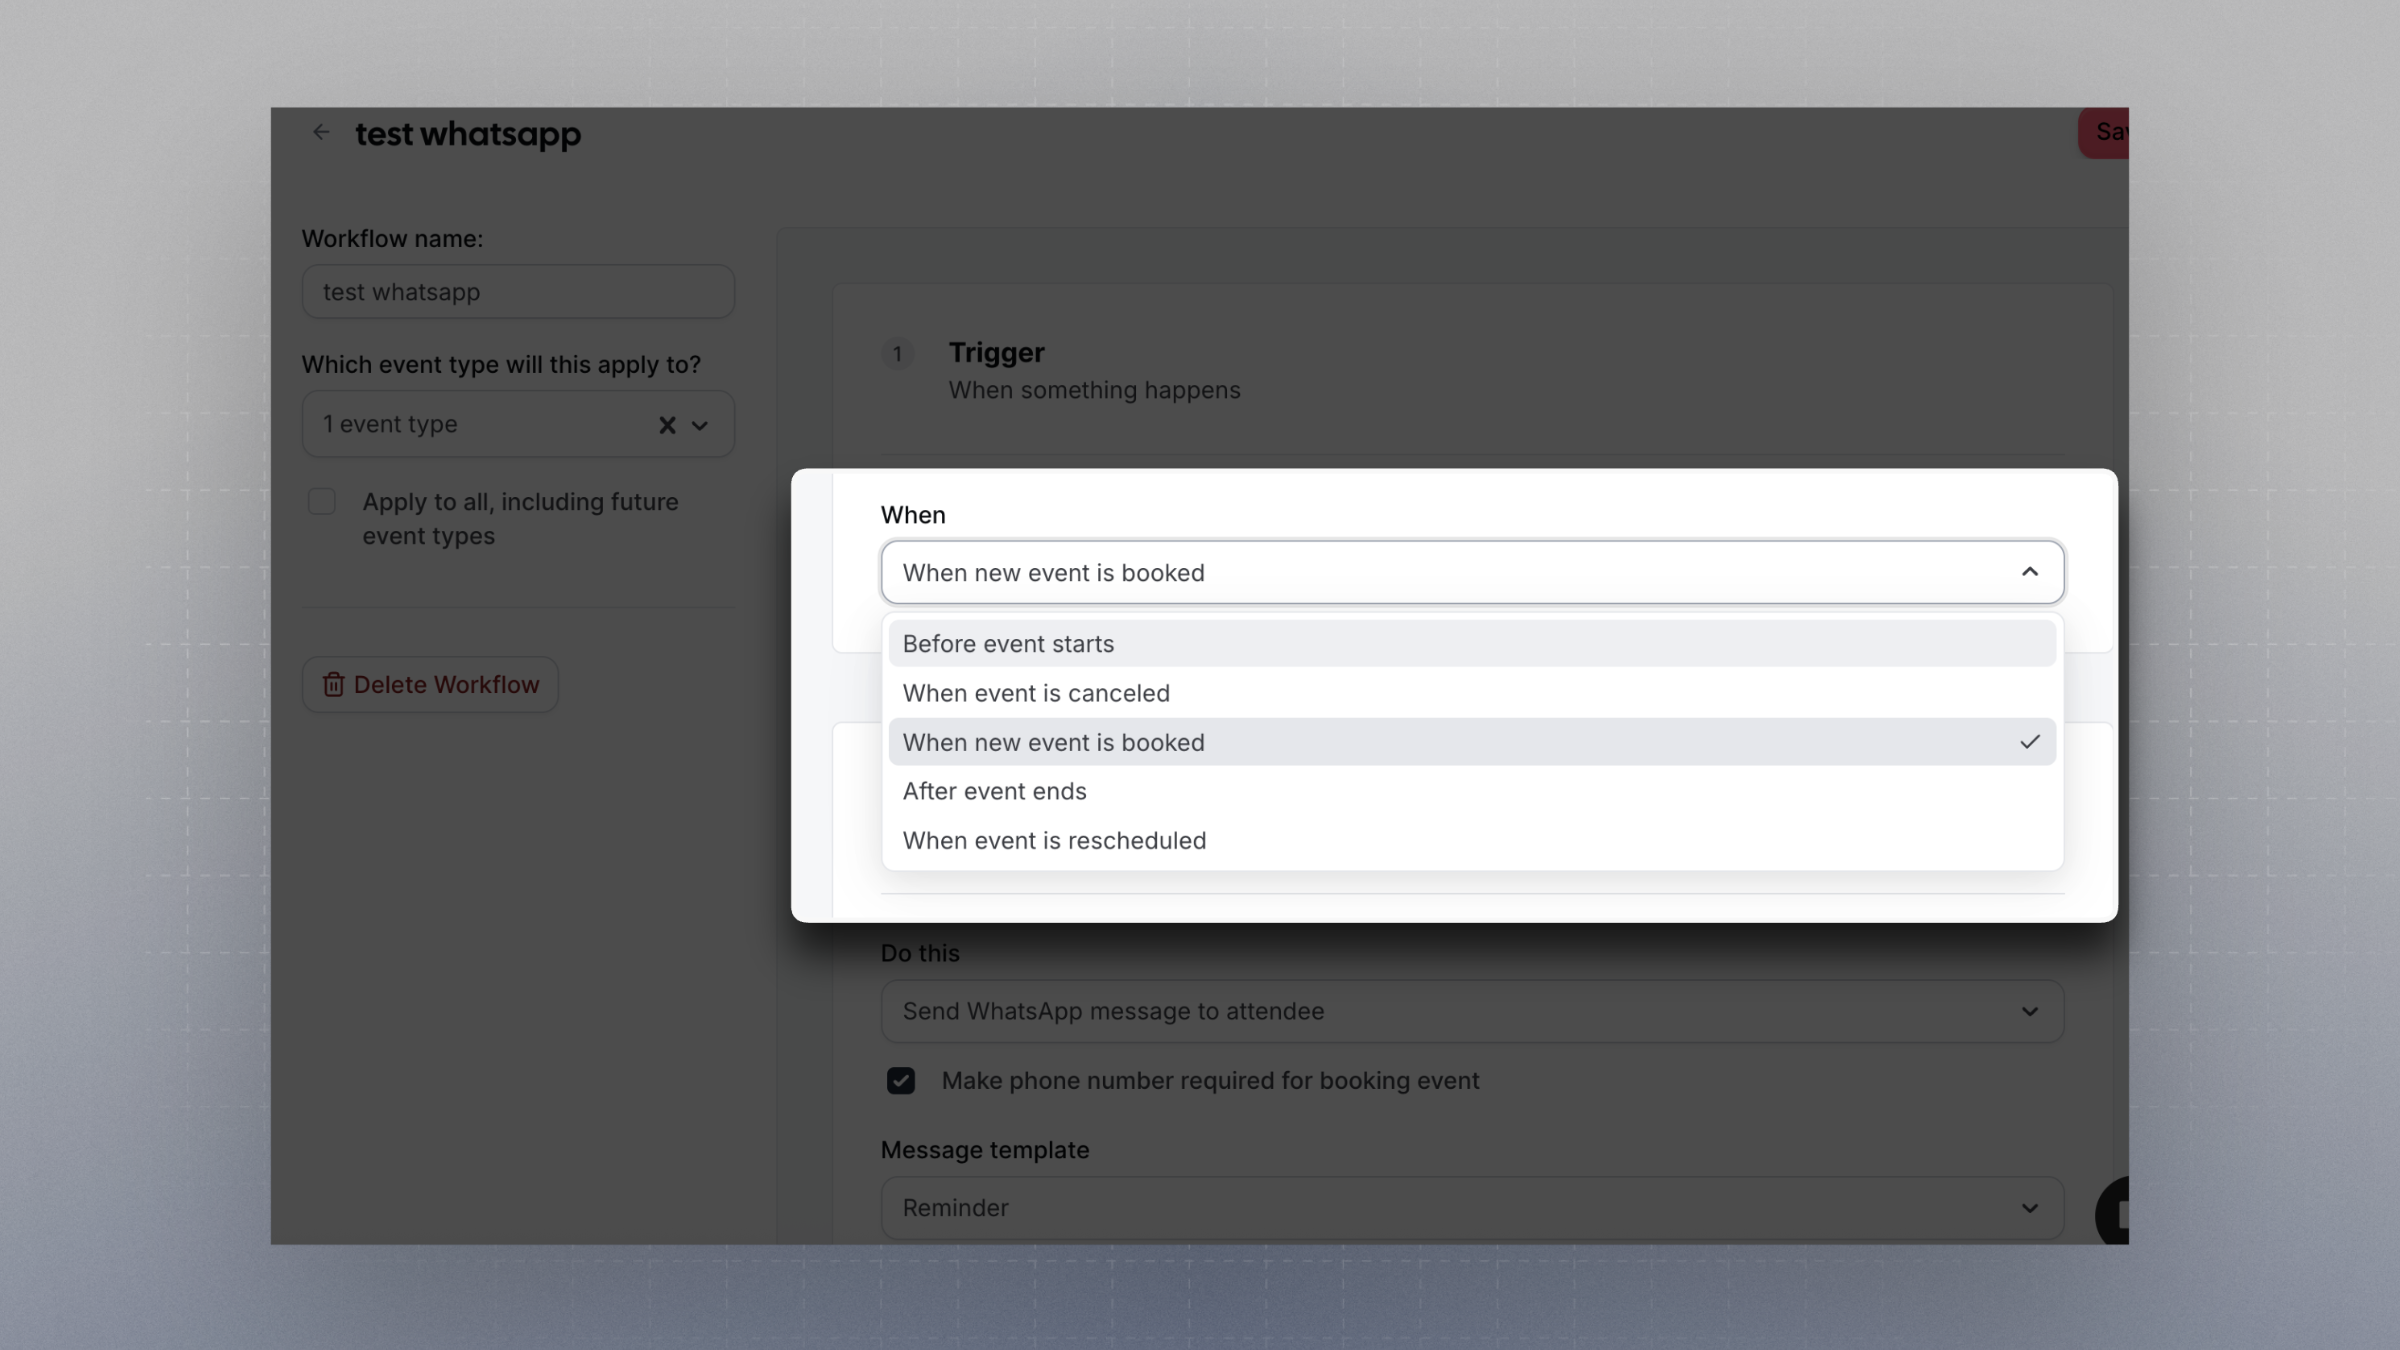 test whatsapp
Workflow name:
test whatsapp
Which event type will this apply to?
1 event type
Apply to all, including future
event types
Delete Workflow
1
Trigger
When something happens
When
When new event is booked
Before event starts
When event is canceled
When new event is booked
After event ends
When event is rescheduled
Do this
Send WhatsApp message to attendee
Make phone number required for booking event
Message template
Reminder